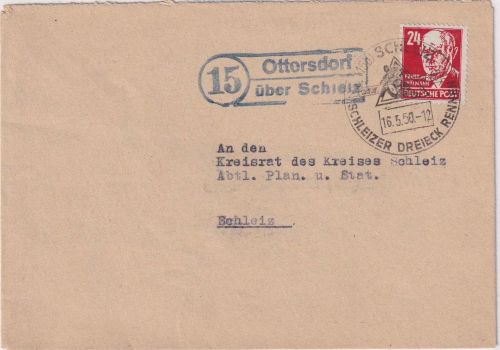 15
Ottersdorf
über Schleiz
24
DEUTSCHE POST
16.5.50.-12
SCHLEIZER DREIECK RENNE
An den
Kreisrat des Kreises Schleiz
Abtl. Plan. u. Stat.
Schleiz